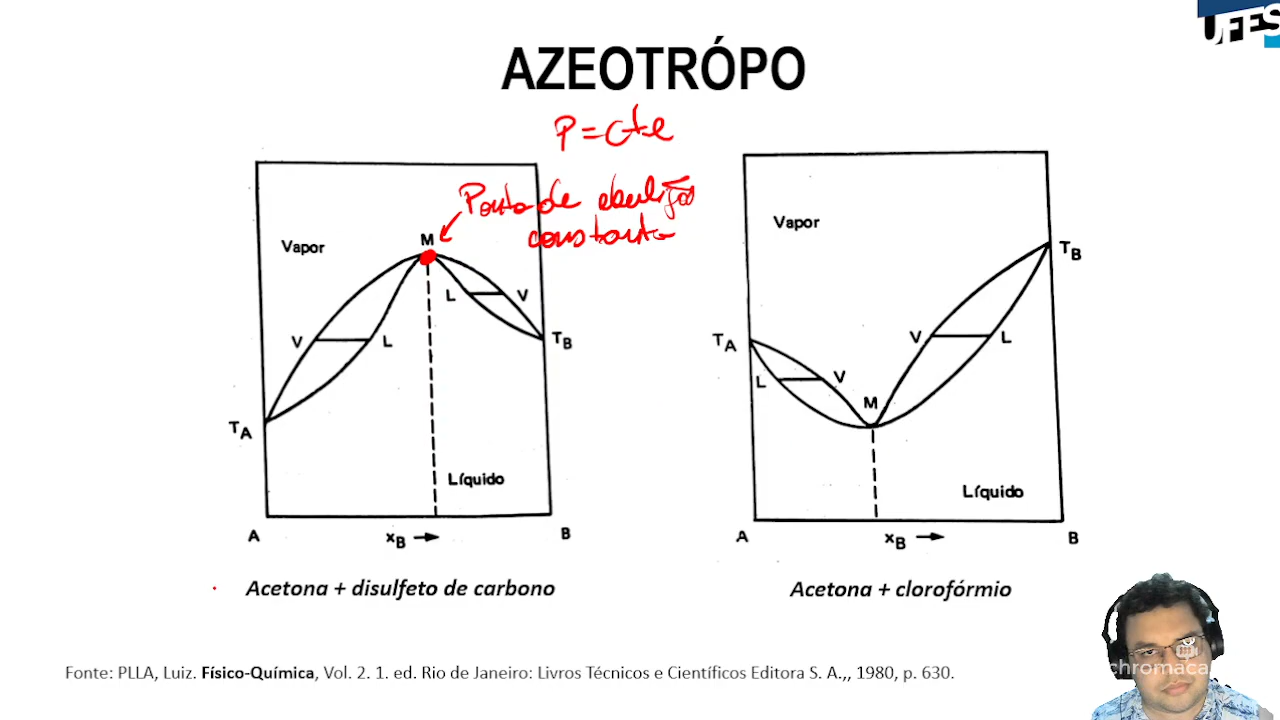 UFES
AZEOTRÓPO
P = cte
Ponto de ebulição
constante
Vapor
M
L
V
V
L
T_B
T_A
Líquido
A
x_B
B
Acetona + disulfeto de carbono
Vapor
T_B
T_A
V
L
L
V
M
Líquido
A
x_B
B
Acetona + clorofórmio
Fonte: PLLA, Luiz. Físico-Química, Vol. 2. 1. ed. Rio de Janeiro: Livros Técnicos e Científicos Editora S. A.,, 1980, p. 630.
chromaca